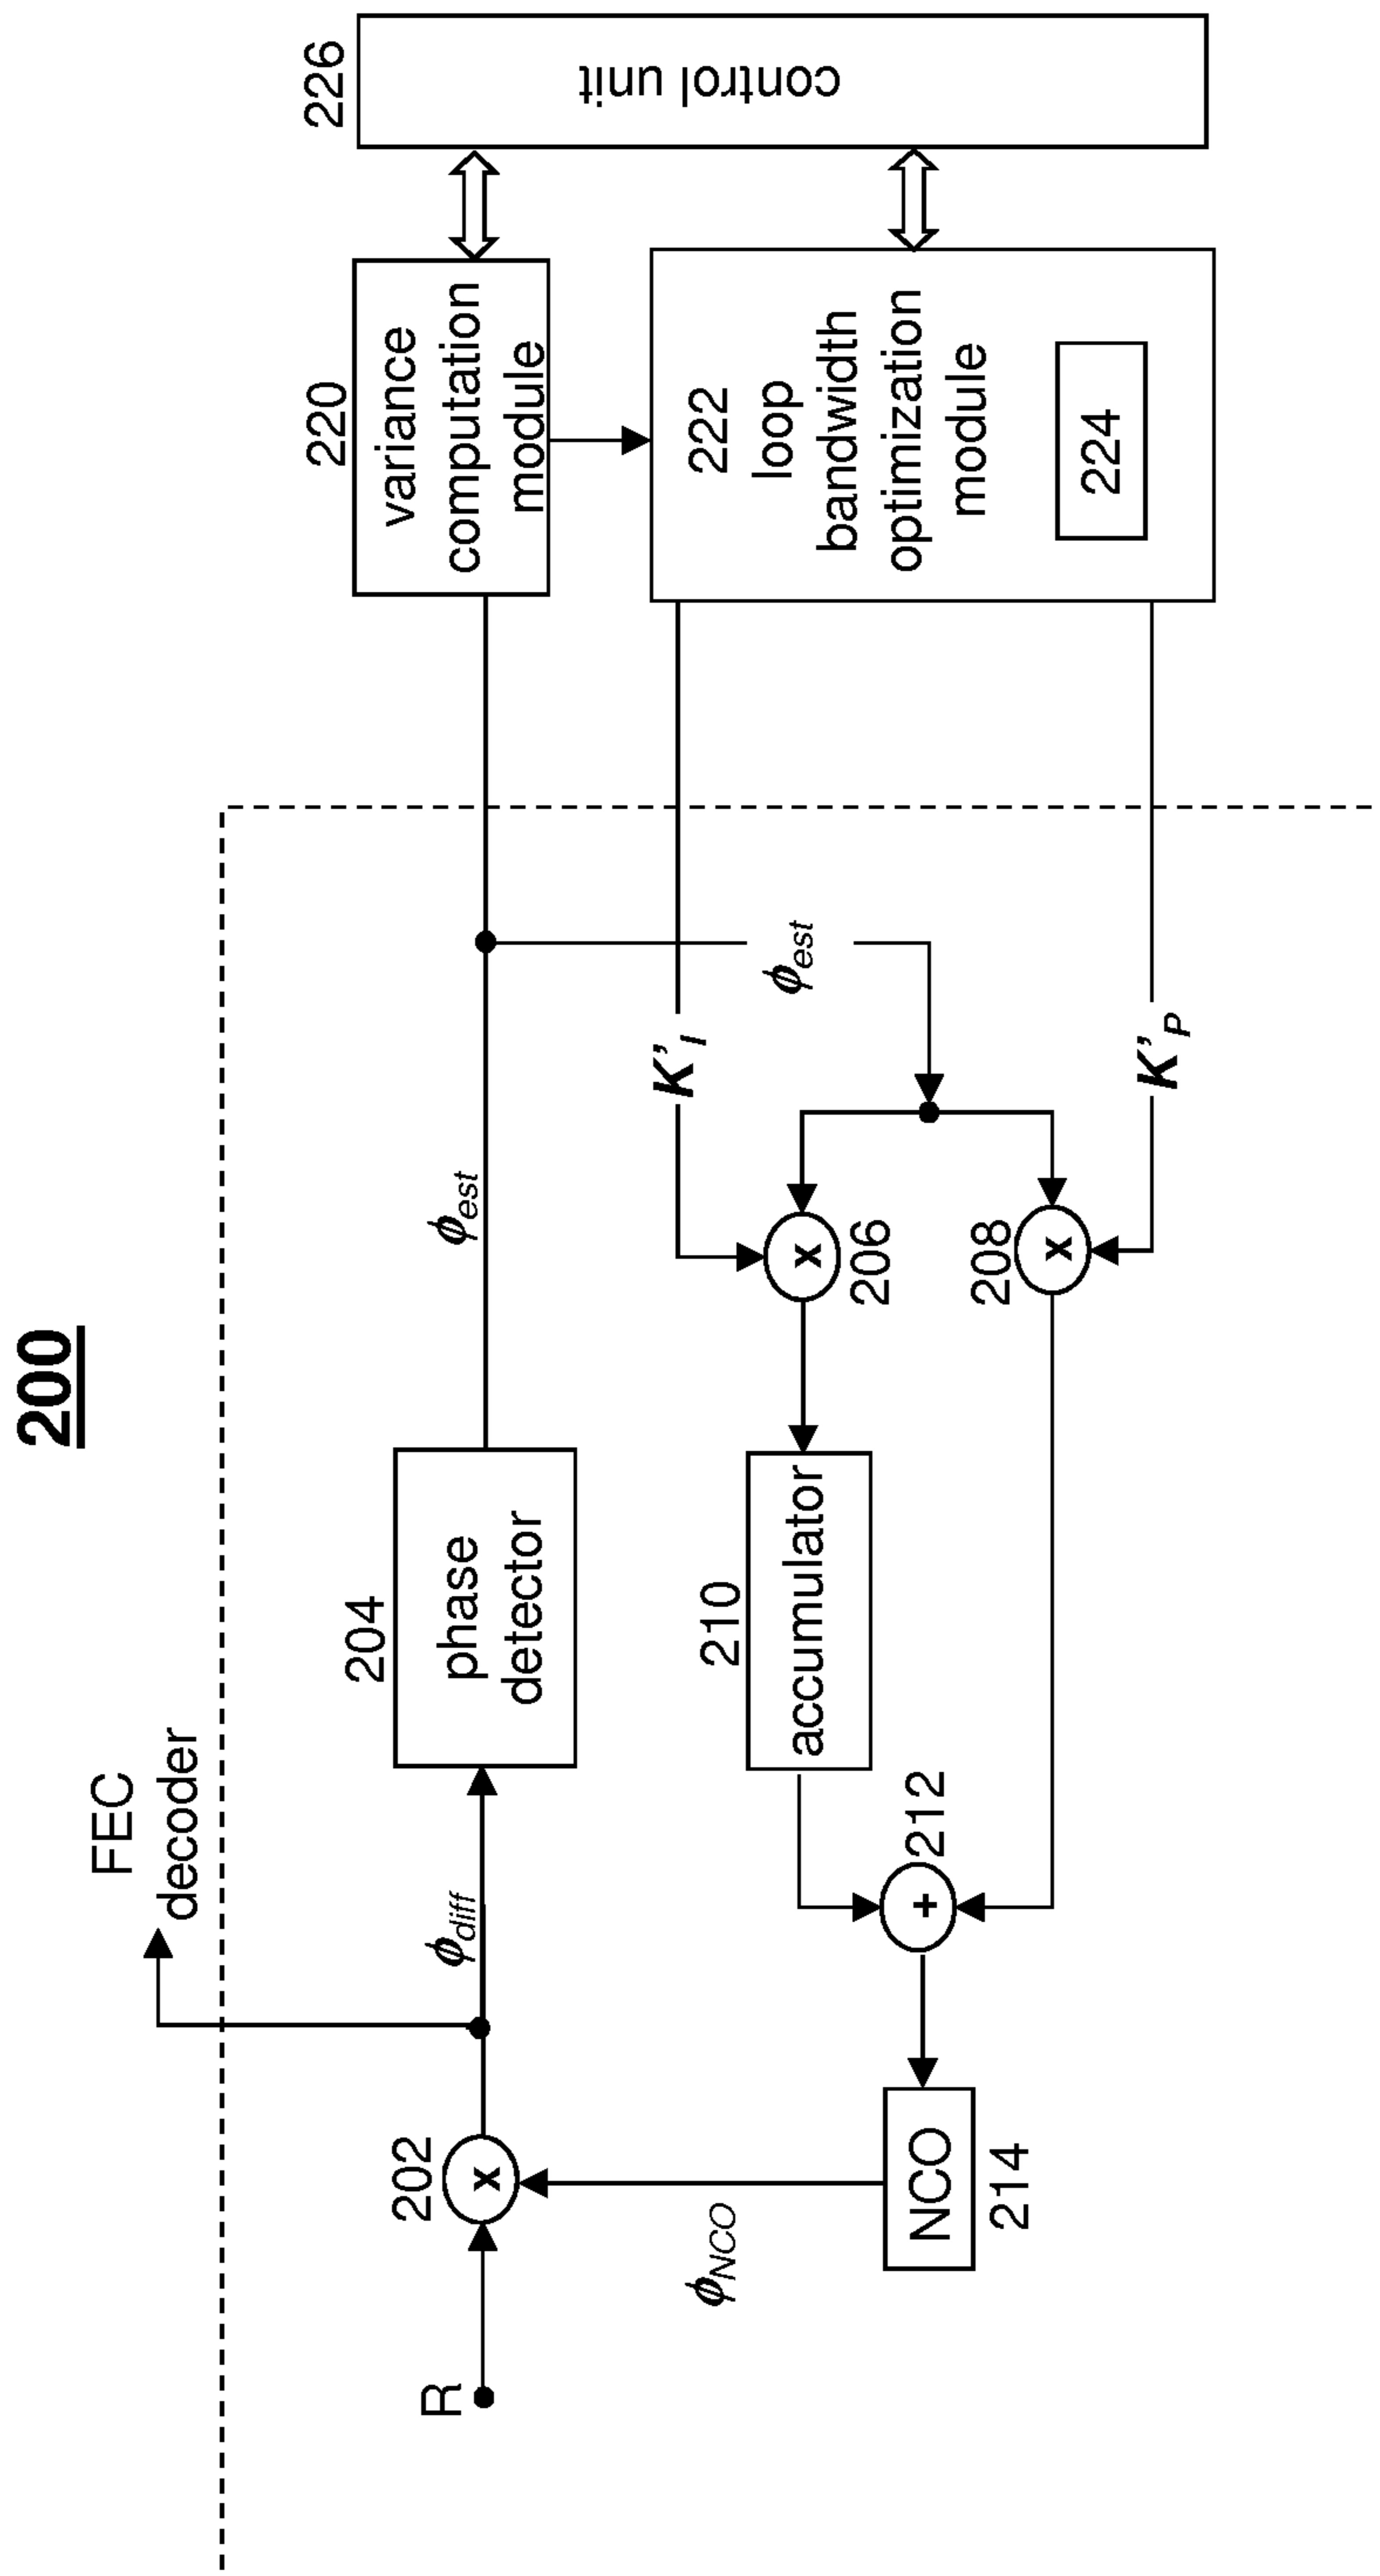 200
FEC
decoder
R
202
x
ϕdiff
204
phase
detector
ϕest
220
variance
computation
module
226
control unit
ϕNCO
214
NCO
212
+
210
accumulator
206
x
208
x
K'I
ϕest
K'P
222
loop
bandwidth
optimization
module
224